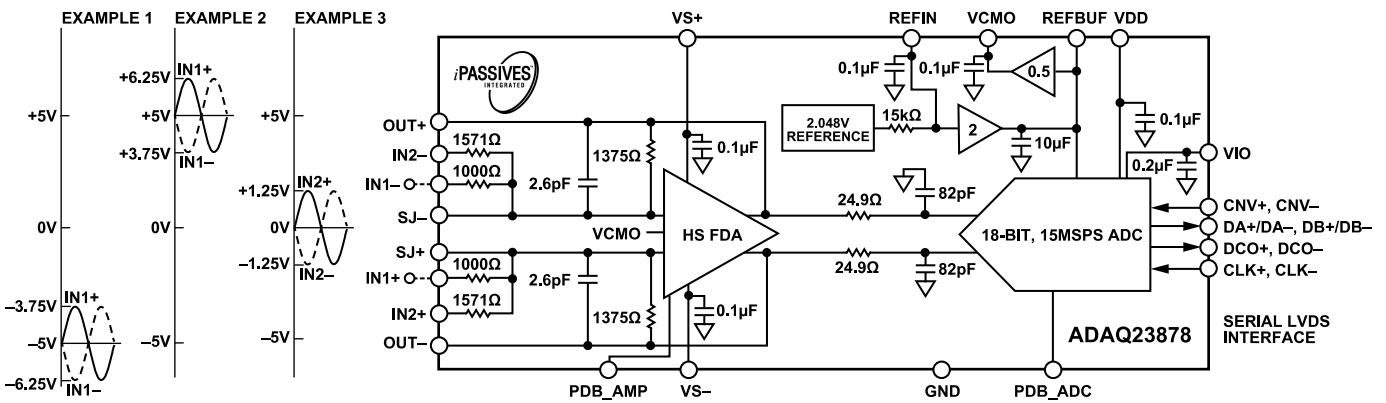 EXAMPLE 1
EXAMPLE 2
EXAMPLE 3
IN1+
+6.25V
+5V
+5V
+5V
+3.75V
IN1–
+1.25V
IN2+
0V
0V
0V
–1.25V
IN2–
–3.75V
IN1+
–5V
–5V
–5V
–6.25V
IN1–
VS+
REFIN
VCMO
REFBUF
VDD
iPASSIVES™
INTEGRATED
0.1µF
0.1µF
0.5
2.048V
REFERENCE
15kΩ
2
10µF
0.1µF
0.2µF
VIO
OUT+
IN2–
1571Ω
IN1–
1000Ω
SJ–
2.6pF
1375Ω
0.1µF
VCMO
HS FDA
24.9Ω
82pF
18-BIT, 15MSPS ADC
CNV+, CNV–
DA+/DA–, DB+/DB–
DCO+, DCO–
CLK+, CLK–
SJ+
1000Ω
IN1+
1571Ω
IN2+
OUT–
2.6pF
1375Ω
0.1µF
24.9Ω
82pF
ADAQ23878
SERIAL LVDS
INTERFACE
PDB_AMP
VS–
GND
PDB_ADC